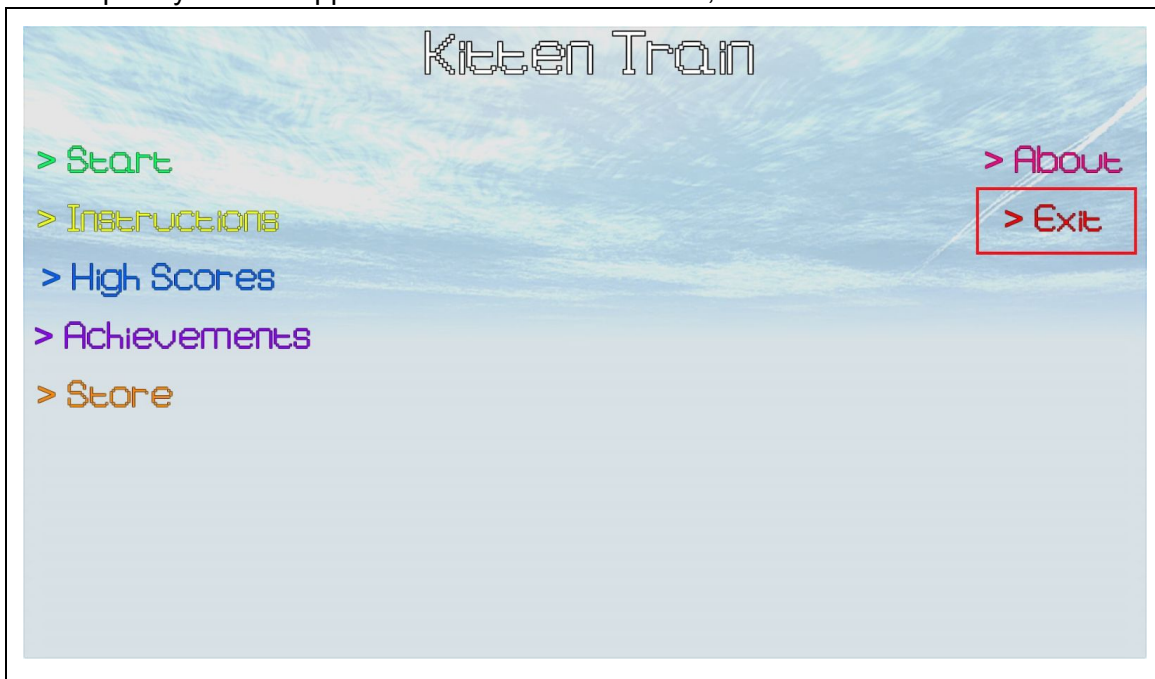 Kitten Train
> Start
> About
> Instructions
> Exit
> High Scores
> Achievements
> Store